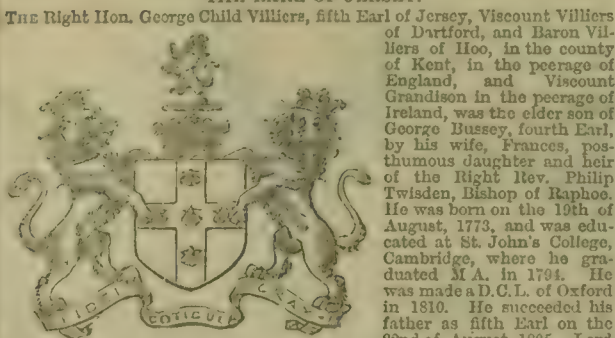 THE Right Hon. George Child Villiers, fifth Earl of Jersey, Viscount Villiers
of Dartford, and Baron Vil-
liers of Hoo, in the county
of Kent, in the peerage of
England, and Viscount
Grandison in the peerage of
Ireland, was the elder son of
George Bussey, fourth Earl,
by his wife, Frances, pos-
thumous daughter and heir
of the Right Rev. Philip
Twisden, Bishop of Raphoe.
He was born on the 19th of
August, 1773, and was edu-
cated at St. John's College,
Cambridge, where he gra-
duated M A. in 1794. He
was made a D.C.L. of Oxford
in 1810. He succeeded his
father as fifth Earl on the
FIDEI COTICULA CRUX